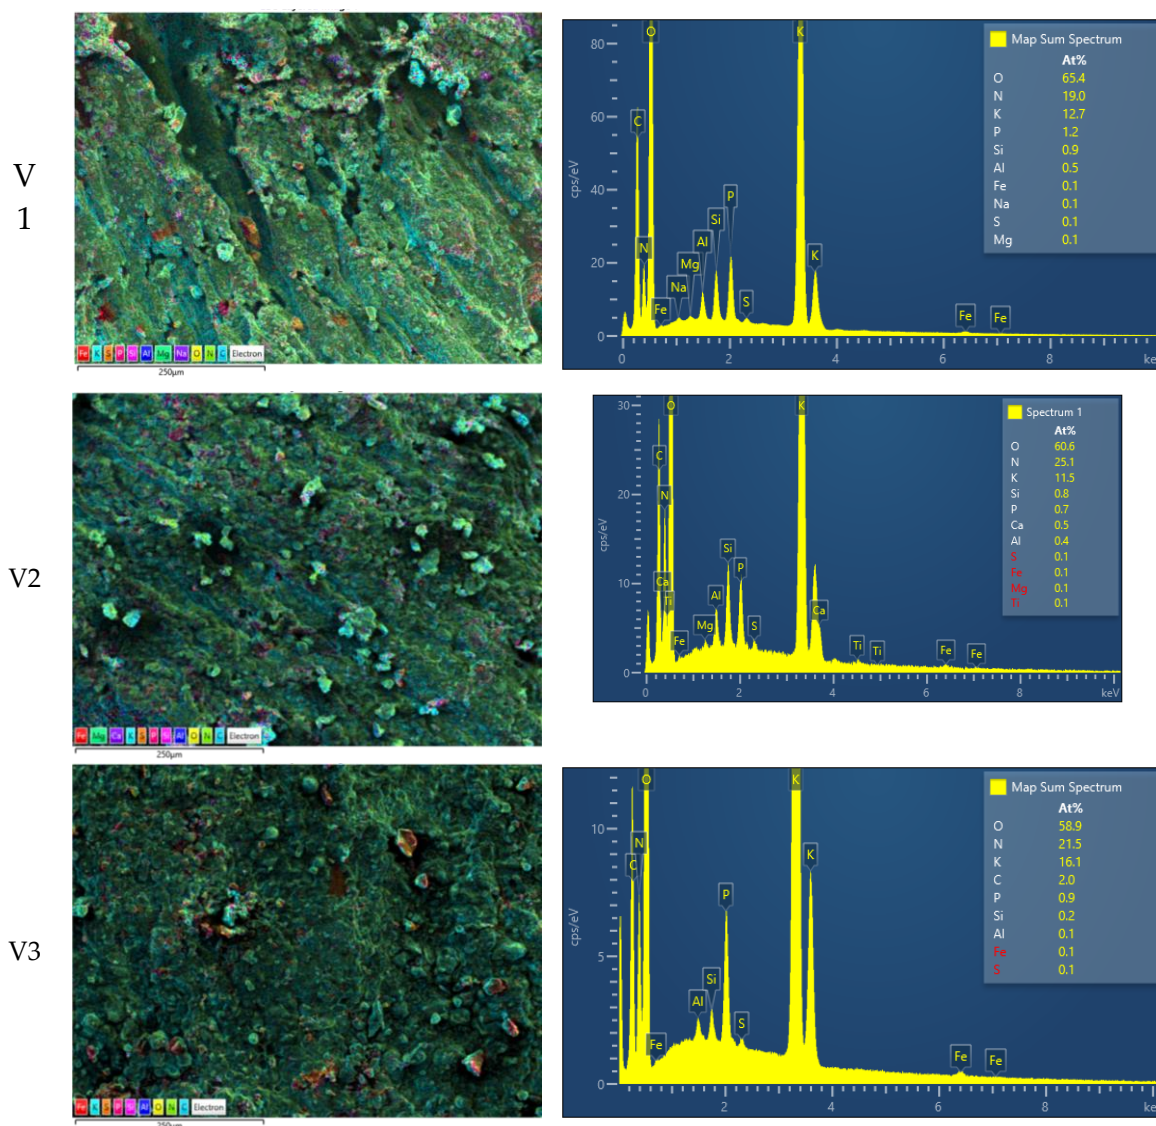 V
1
Fe K S P Si Al Mg Na O N C Electron
250µm
cps/eV
80
60
40
20
0
0 2 4 6 8 ke
O
K
C
N
Fe
Na
Mg
Al
Si
P
S
K
Fe
Fe
Map Sum Spectrum
At%
O 65.4
N 19.0
K 12.7
P 1.2
Si 0.9
Al 0.5
Fe 0.1
Na 0.1
S 0.1
Mg 0.1
V2
Fe Mg Ca K S P Si Al O N C Electron
250µm
cps/eV
30
20
10
0
0 2 4 6 8 keV
O
K
C
N
Ca
Ti
Fe
Mg
Al
Si
P
S
Ca
Ti
Ti
Fe
Fe
Spectrum 1
At%
O 60.6
N 25.1
K 11.5
Si 0.8
P 0.7
Ca 0.5
Al 0.4
S 0.1
Fe 0.1
Mg 0.1
Ti 0.1
V3
Fe K S P Si Al O N C Electron
250µm
cps/eV
10
5
0
2 4 6 8 ke
O
K
N
C
Fe
Al
Si
P
S
K
Fe
Fe
Map Sum Spectrum
At%
O 58.9
N 21.5
K 16.1
C 2.0
P 0.9
Si 0.2
Al 0.1
Fe 0.1
S 0.1